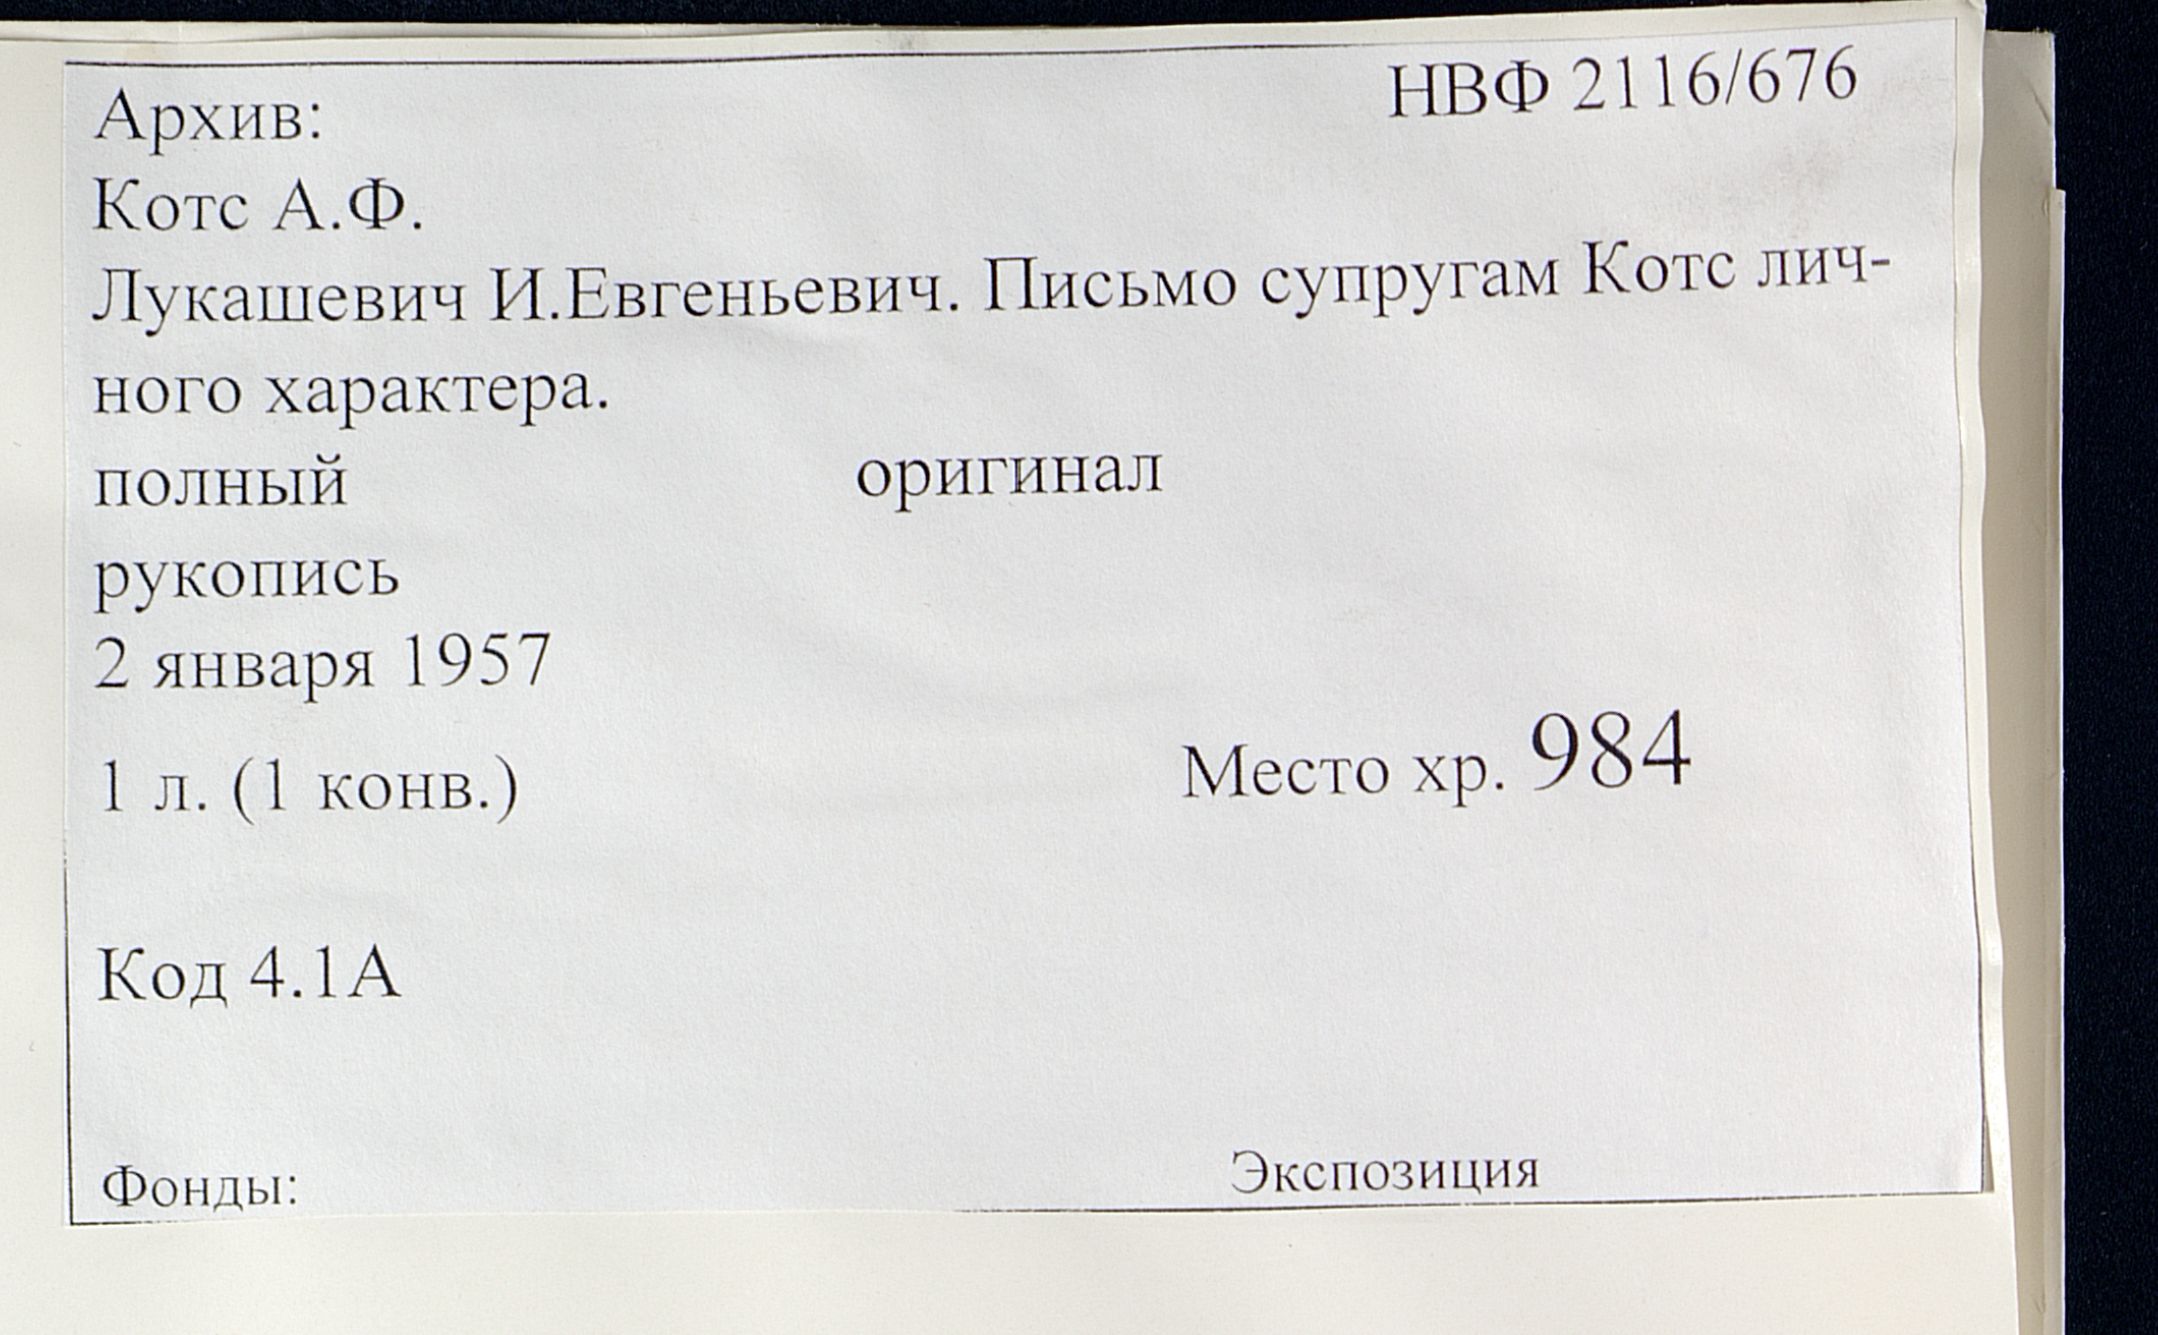 НВФ 2116/676
Архив:
Котс А.Ф.
Лукашевич И.Евгеньевич. Письмо супругам Котс лич-
ного характера.
полный оригинал
рукопись
2 января 1957
1 л. (1 конв.) Место хр. 984
Код 4.1А
Фонды: Экспозиция